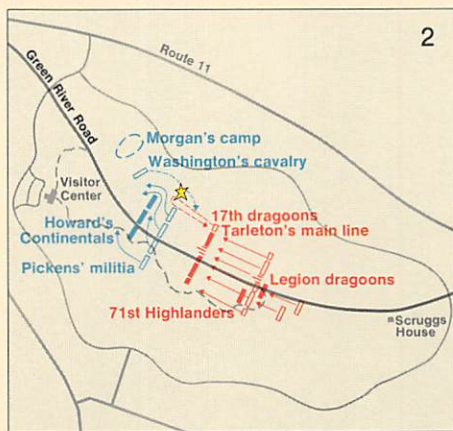 2
Route 11
Green River Road
Morgan's camp
Washington's cavalry
Visitor
Center
17th dragoons
Tarleton's main line
Howard's
Continentals
Pickens' militia
Legion dragoons
71st Highlanders
Scruggs
House